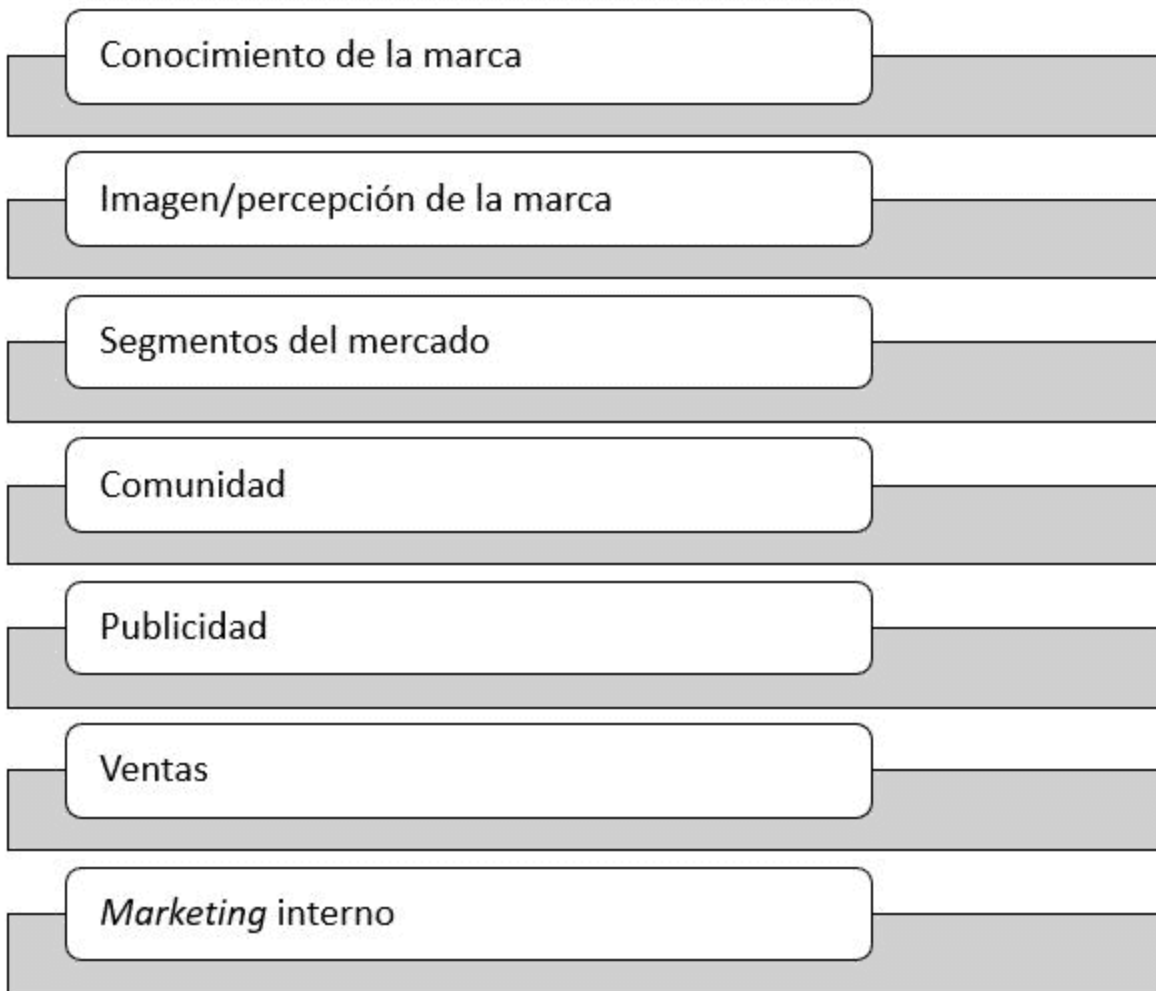 Conocimiento de la marca
Imagen/percepción de la marca
Segmentos del mercado
Comunidad
Publicidad
Ventas
Marketing interno